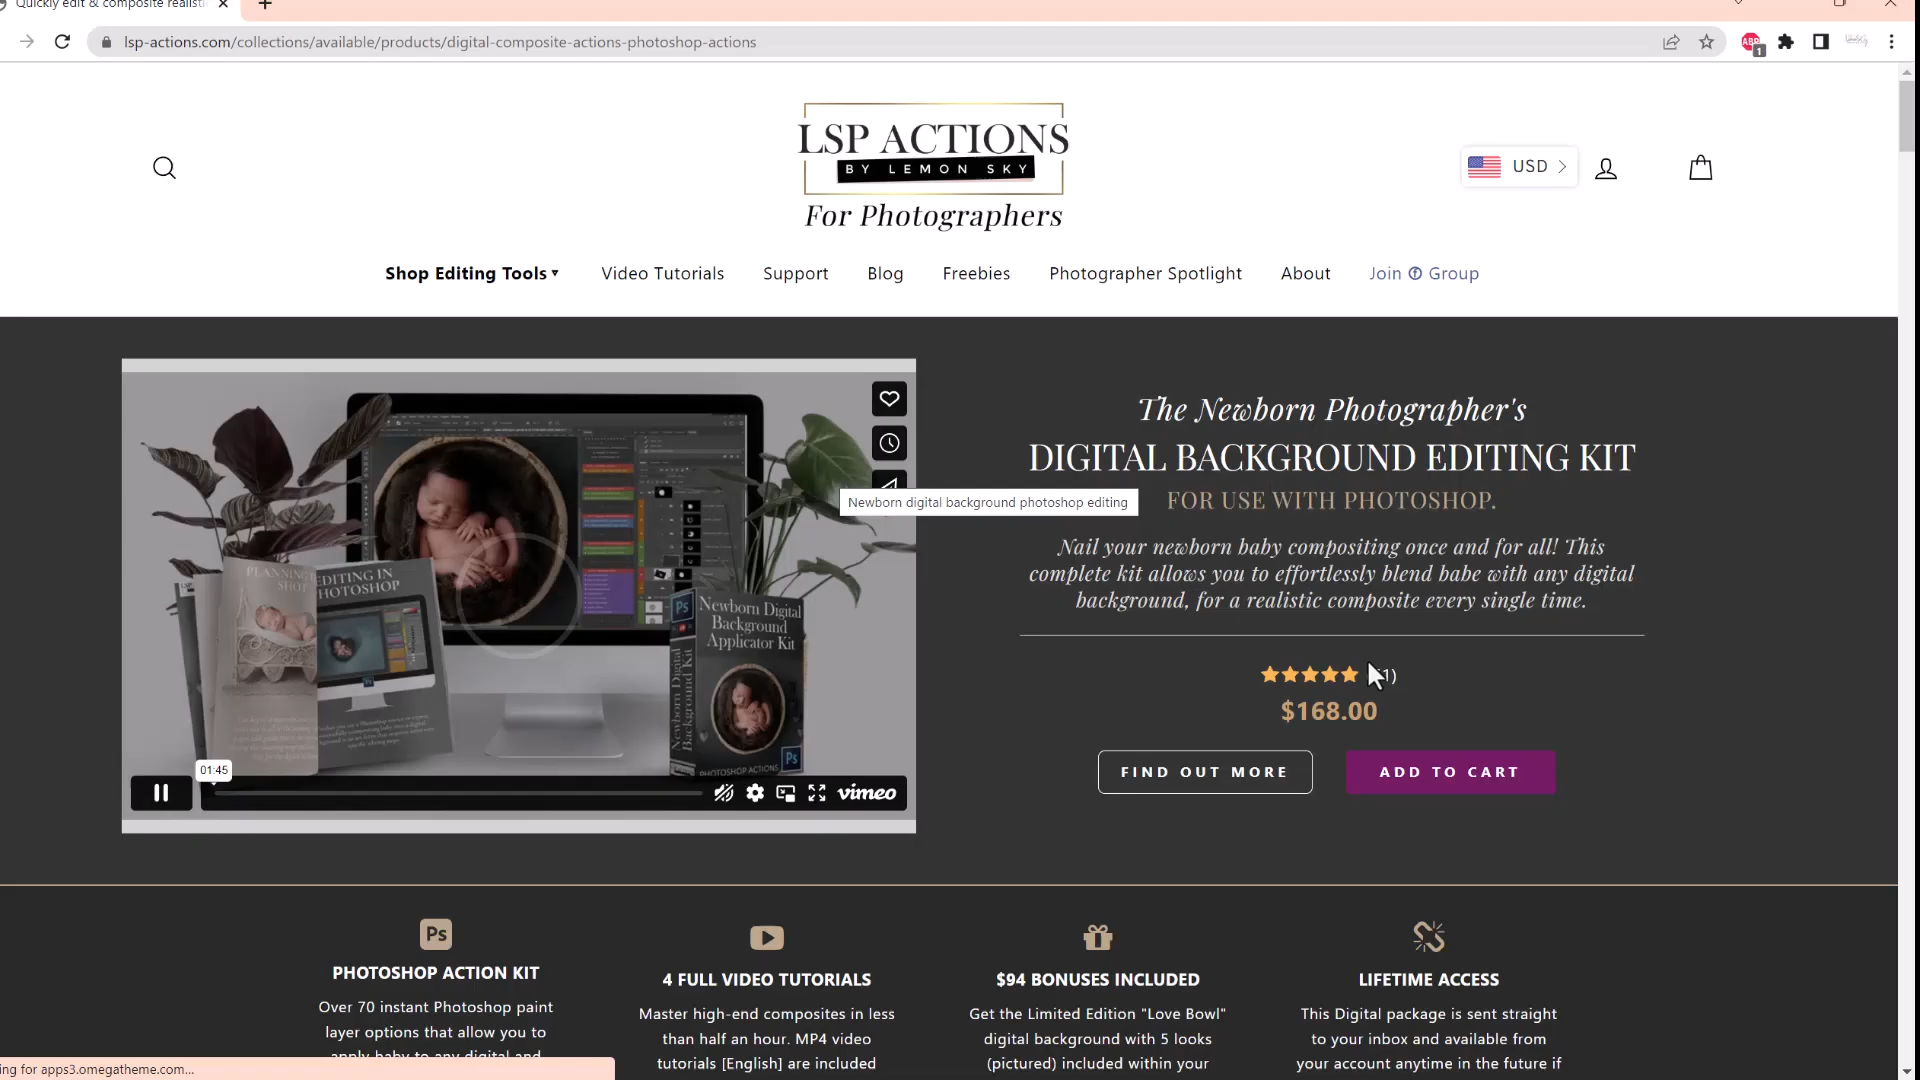 Quickly edit & composite realisti
lsp-actions.com/collections/available/products/digital-composite-actions-photoshop-actions
ABP
1
LSP ACTIONS
BY LEMON SKY
For Photographers
USD
Shop Editing Tools Video Tutorials Support Blog Freebies Photographer Spotlight About Join Group
The Newborn Photographer's
DIGITAL BACKGROUND EDITING KIT
FOR USE WITH PHOTOSHOP.
Newborn digital background photoshop editing
Nail your newborn baby compositing once and for all! This
complete kit allows you to effortlessly blend babe with any digital
background, for a realistic composite every single time.
$168.00
FIND OUT MORE
ADD TO CART
PLANNING
SHOT
EDITING IN
PHOTOSHOP
Ps
Newborn Digital
Background
Applicator Kit
Newborn Digital
Background Kit
Ps
PHOTOSHOP ACTIONS
01:45
vimeo
Ps
PHOTOSHOP ACTION KIT
Over 70 instant Photoshop paint
layer options that allow you to
apply baby to any digital and
4 FULL VIDEO TUTORIALS
Master high-end composites in less
than half an hour. MP4 video
tutorials [English] are included
$94 BONUSES INCLUDED
Get the Limited Edition "Love Bowl"
digital background with 5 looks
(pictured) included within your
LIFETIME ACCESS
This Digital package is sent straight
to your inbox and available from
your account anytime in the future if
ing for apps3.omegatheme.com...